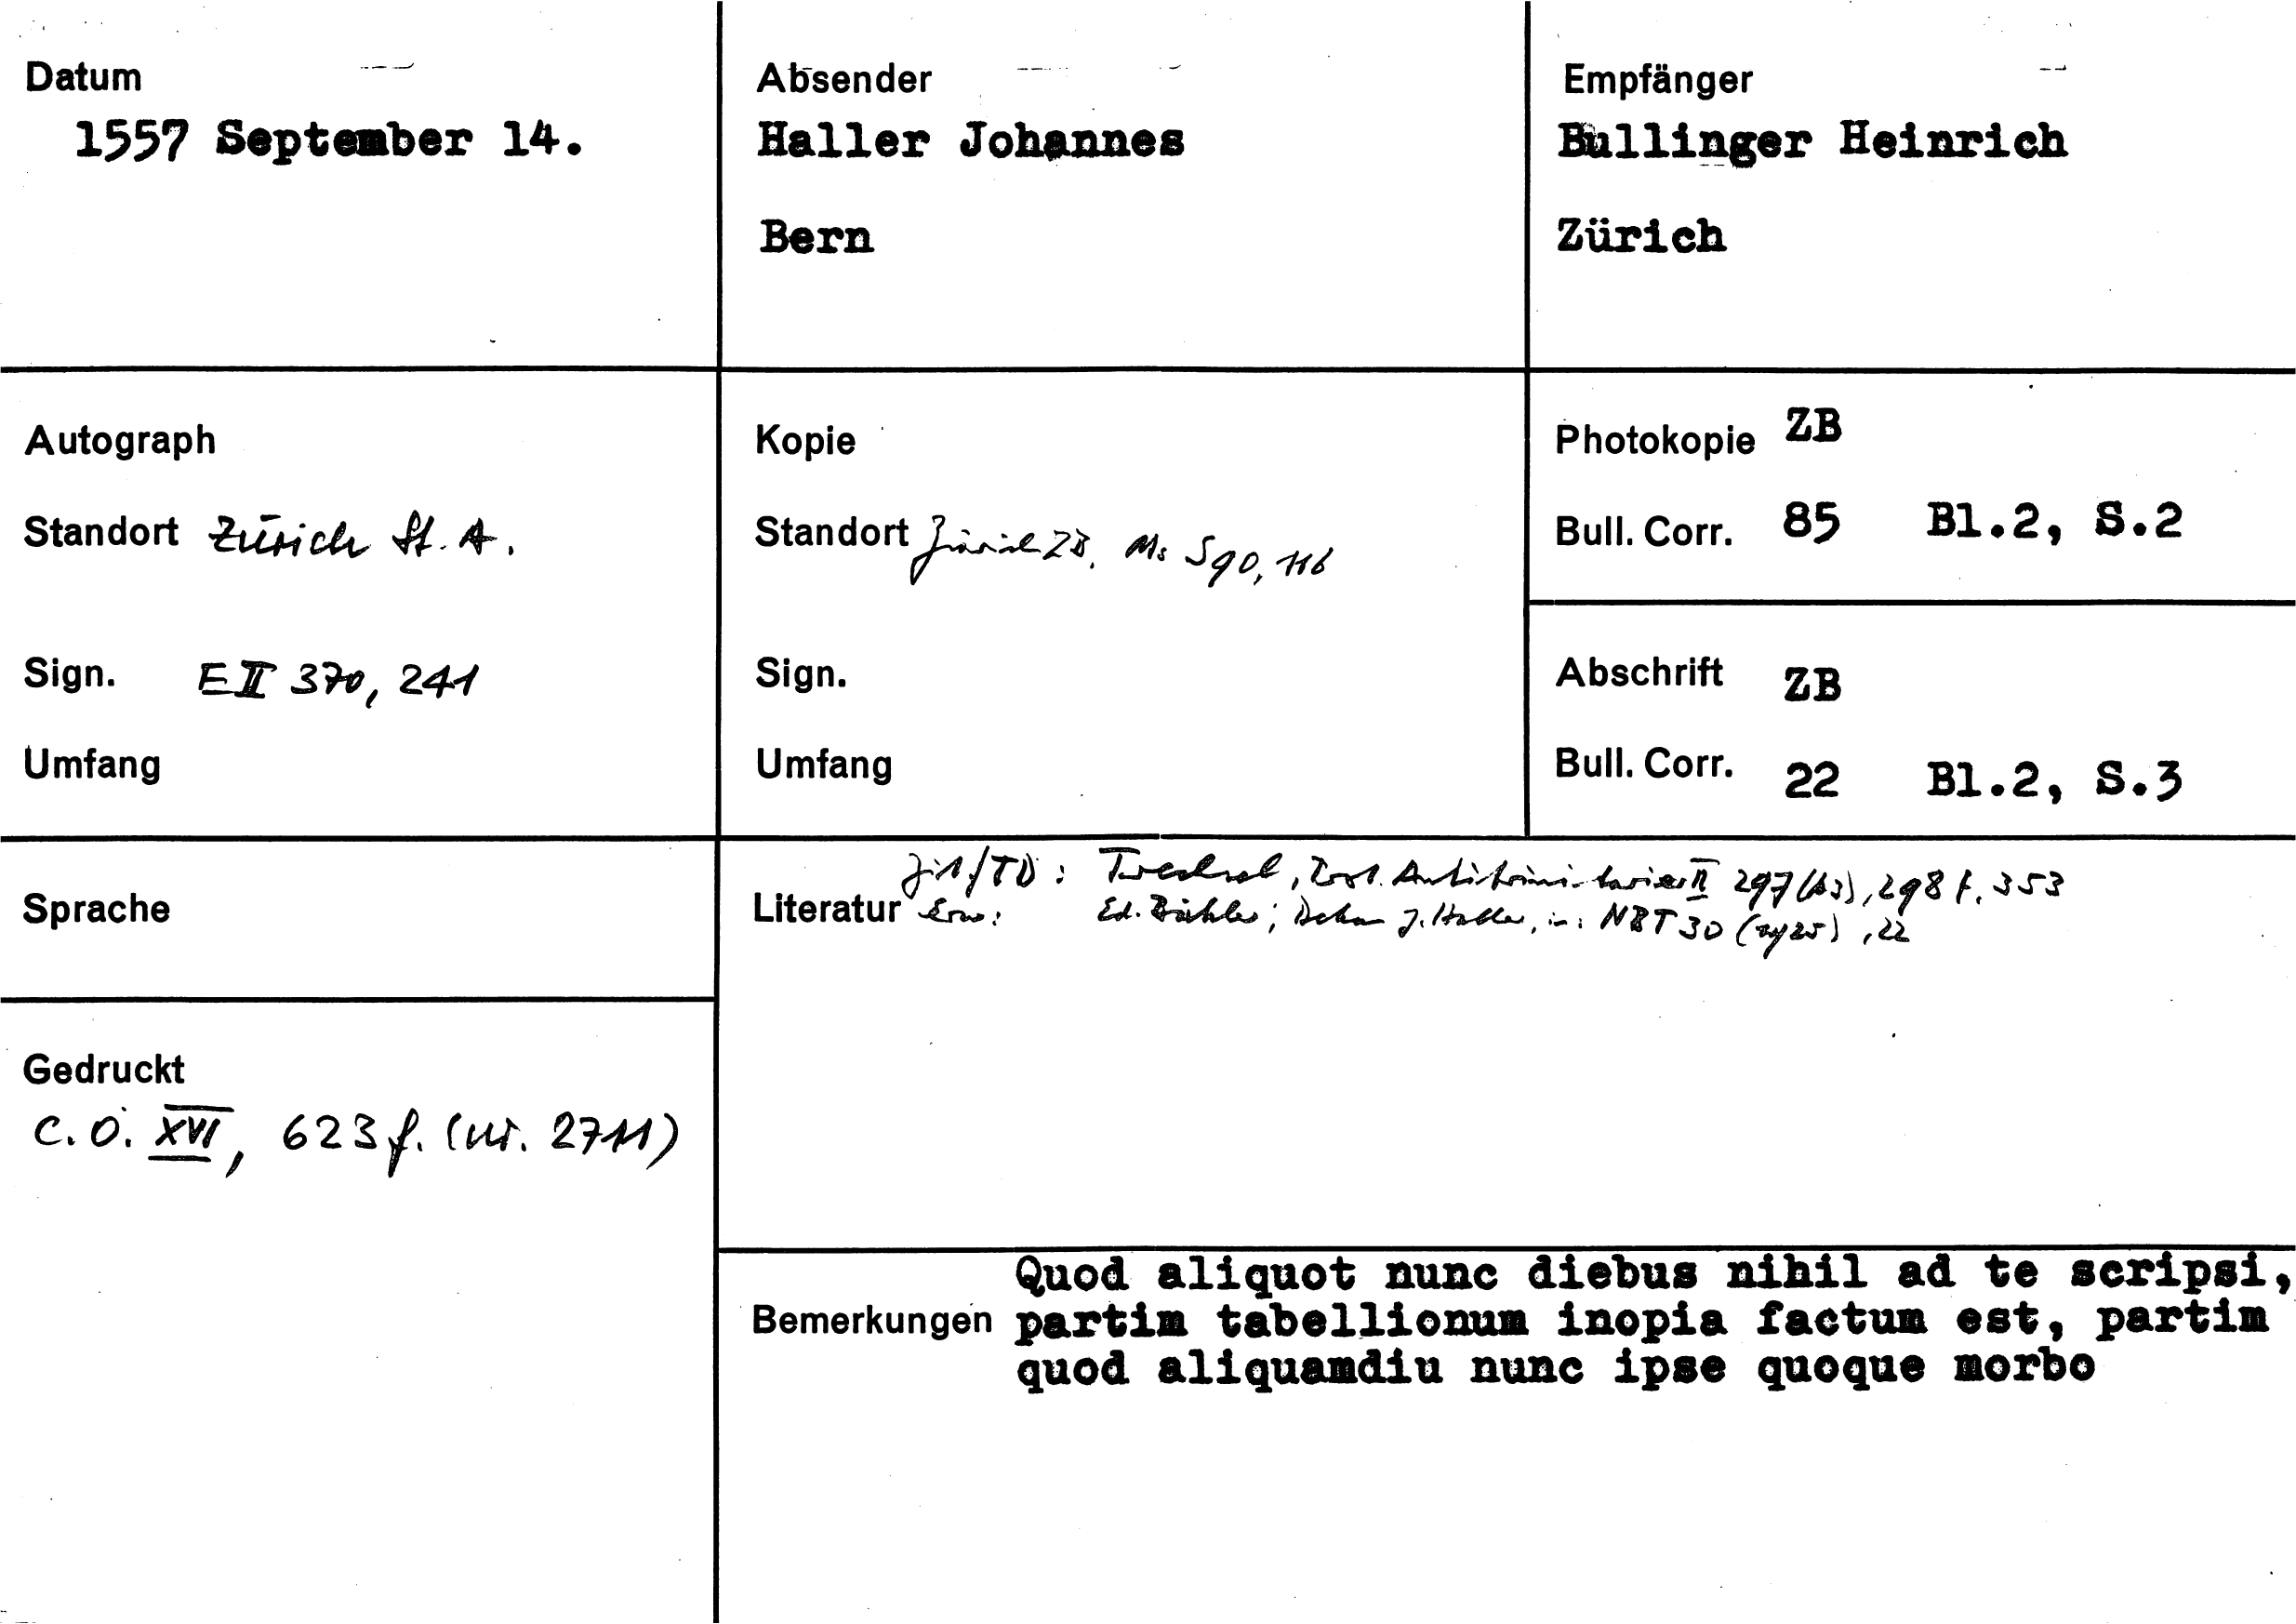 Datum
1557 September 14.
Absender
Haller Johannes
Bern
Empfänger
Bullinger Heinrich
Zürich
Autograph
Standort Zürich St. A.
Sign. E II 370, 241
Umfang
Kopie
Standort Zürich ZB, Ms S 90, 116
Sign.
Umfang
Photokopie ZB
Bull. Corr. 85 Bl.2, S.2
Abschrift ZB
Bull. Corr. 22 Bl.2, S.3
Sprache
Gedruckt
C.O. XVI, 623 f. (nr. 2711)
Literatur
Trechsel, Prot. Antitrinitarier II 297 (A3), 298 f. 353
Erw: Ed. Bähler; Dekan J. Haller, in: NBT 30 (1925), 22
Bemerkungen
Quod aliquot nunc diebus nihil ad te scripsi,
partim tabellionum inopia factum est, partim
quod aliquamdiu nunc ipse quoque morbo